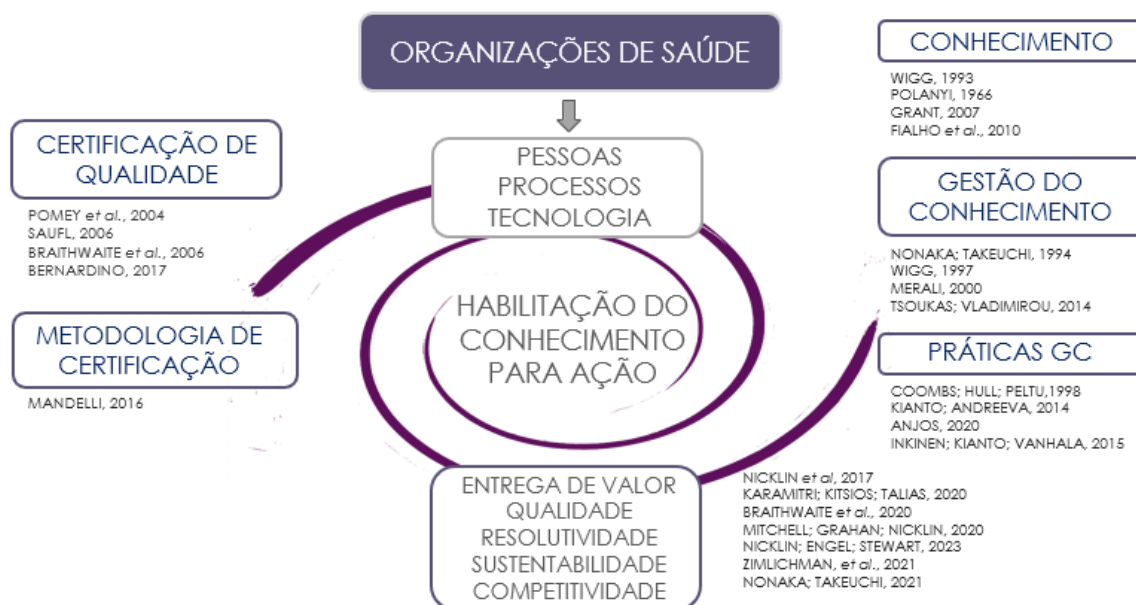 ORGANIZAÇÕES DE SAÚDE
PESSOAS
PROCESSOS
TECNOLOGIA
CERTIFICAÇÃO DE
QUALIDADE
POMEY et al., 2004
SAUFL, 2006
BRAITHWAITE et al., 2006
BERNARDINO, 2017
METODOLOGIA DE
CERTIFICAÇÃO
MANDELLI, 2016
HABILITAÇÃO DO
CONHECIMENTO
PARA AÇÃO
CONHECIMENTO
WIGG, 1993
POLANYI, 1966
GRANT, 2007
FIALHO et al., 2010
GESTÃO DO
CONHECIMENTO
NONAKA; TAKEUCHI, 1994
WIGG, 1997
MERALI, 2000
TSOUKAS; VLADIMIROU, 2014
PRÁTICAS GC
COOMBS; HULL; PELTU,1998
KIANTO; ANDREEVA, 2014
ANJOS, 2020
INKINEN; KIANTO; VANHALA, 2015
ENTREGA DE VALOR
QUALIDADE
RESOLUTIVIDADE
SUSTENTABILIDADE
COMPETITIVIDADE
NICKLIN et al, 2017
KARAMITRI; KITSIOS; TALIAS, 2020
BRAITHWAITE et al., 2020
MITCHELL; GRAHAN; NICKLIN, 2020
NICKLIN; ENGEL; STEWART, 2023
ZIMLICHMAN, et al., 2021
NONAKA; TAKEUCHI, 2021